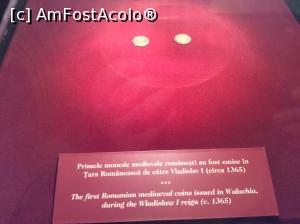 [c] AmFostAcolo®
Primele monede medievale românești au fost emise în
Țara Românească de către Vladislav I (circa 1365)
***
The first Romanian mediaeval coins issued in Walachia,
during the Wladislaw I reign (c. 1365)